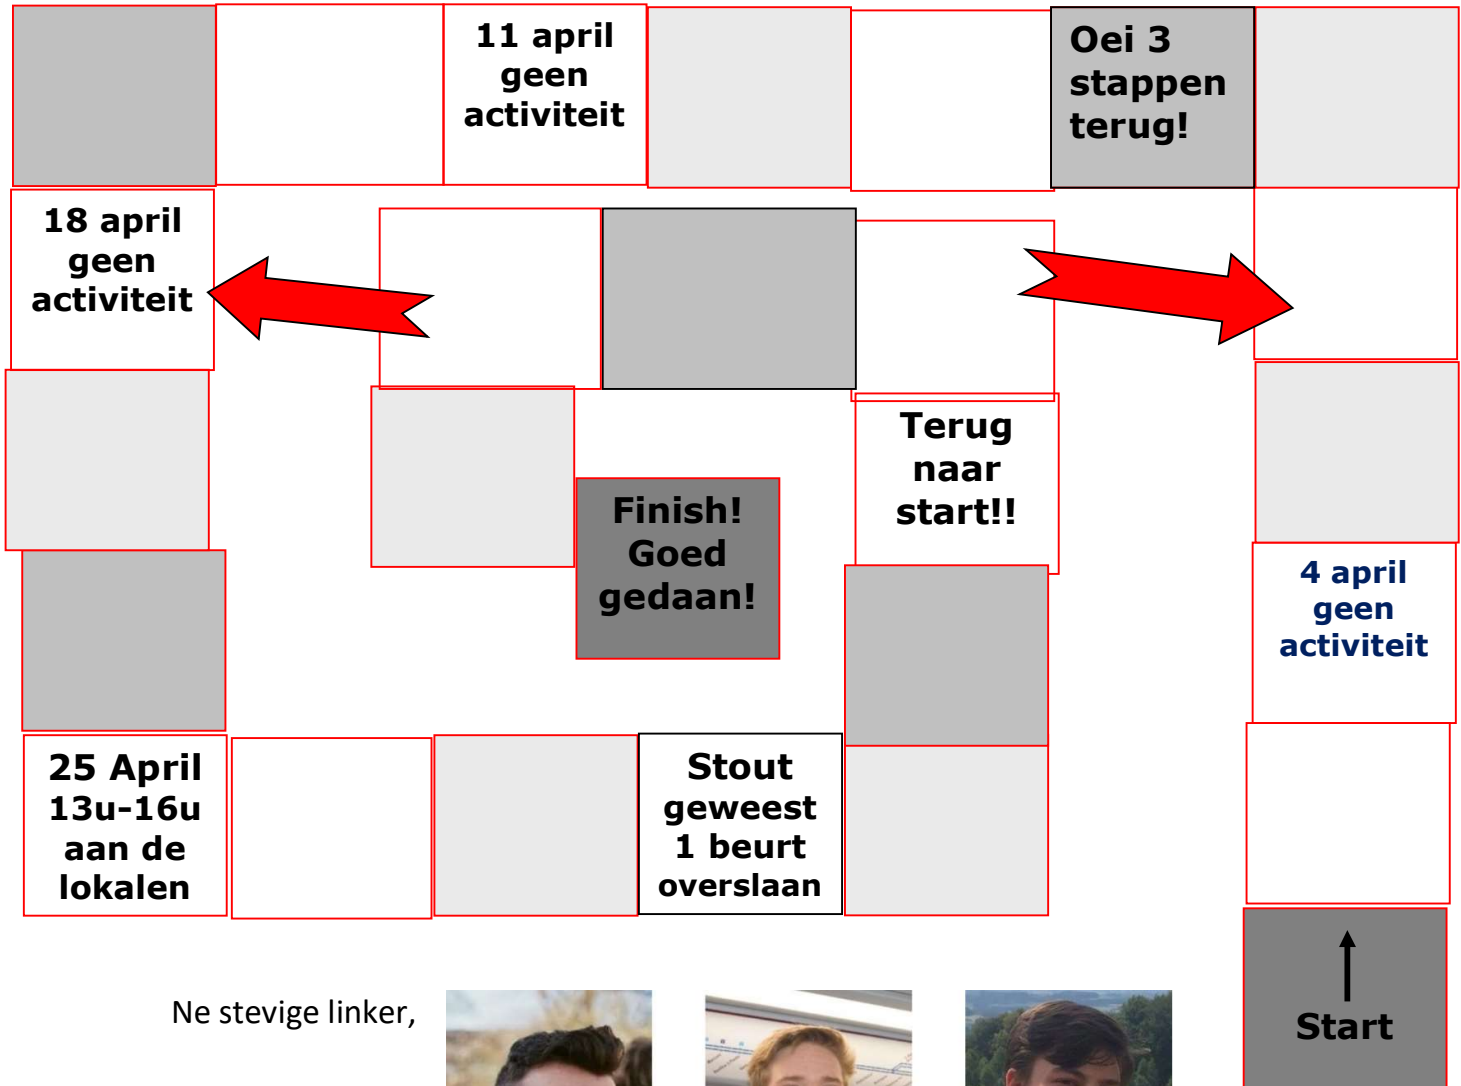 11 april
geen
activiteit
Oei 3
stappen
terug!
18 april
geen
activiteit
Terug
naar
start!!
Finish!
Goed
gedaan!
4 april
geen
activiteit
25 April
13u-16u
aan de
lokalen
Stout
geweest
1 beurt
overslaan
Ne stevige linker,
Start